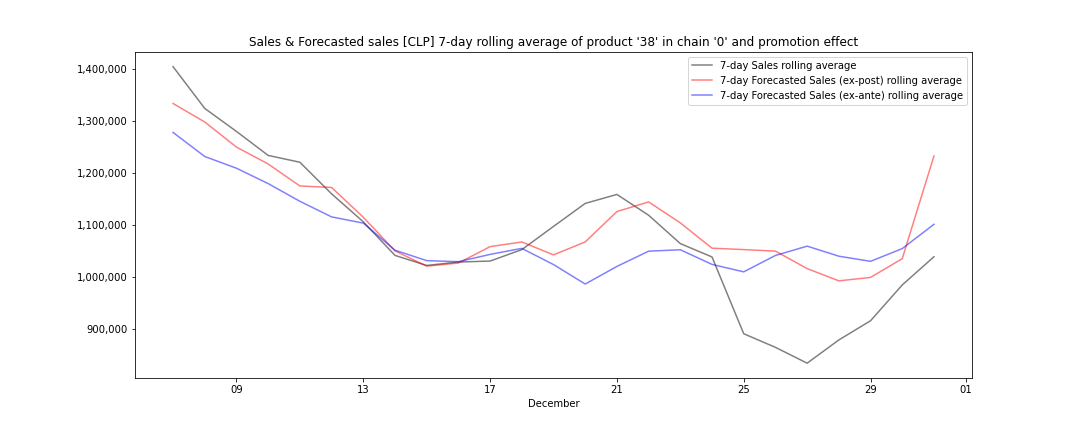 Sales & Forecasted sales [CLP] 7-day rolling average of product '38' in chain '0' and promotion effect
7-day Sales rolling average
7-day Forecasted Sales (ex-post) rolling average
7-day Forecasted Sales (ex-ante) rolling average
1,400,000
1,300,000
1,200,000
1,100,000
1,000,000
900,000
09 13 17 21 25 29 01
December